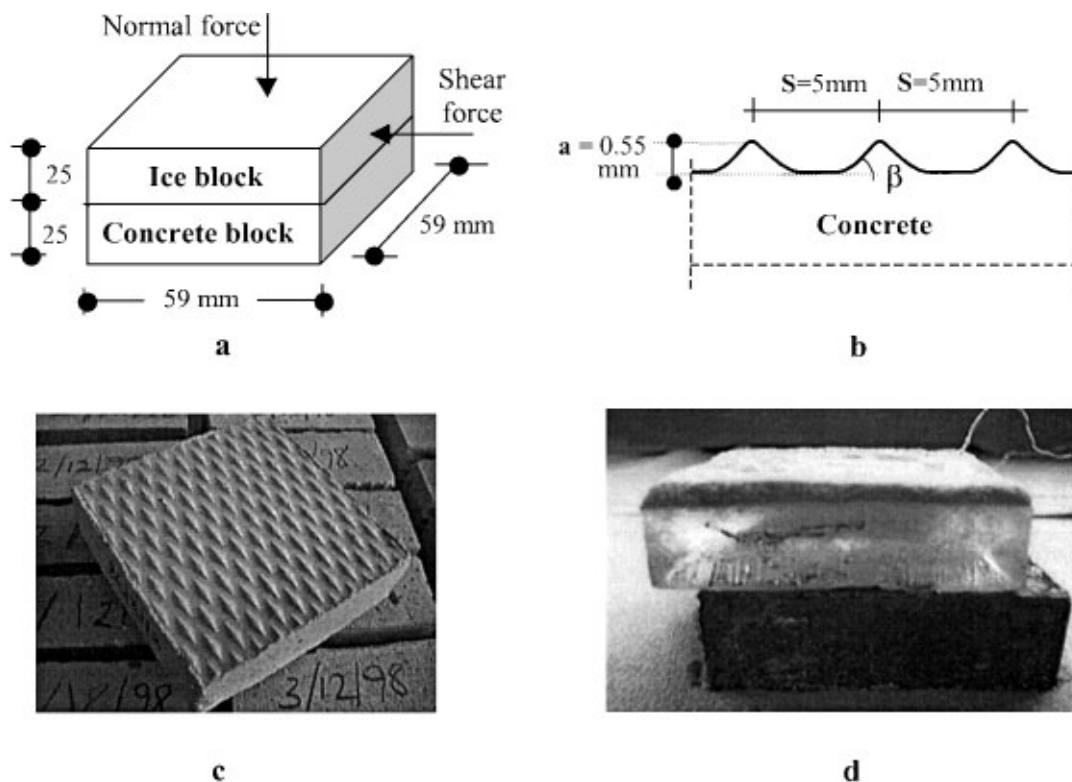 Normal force
Shear
force
25
Ice block
25
Concrete block
59 mm
59 mm
a
S=5mm S=5mm
a = 0.55
mm
β
Concrete
b
3/12/98
c
d